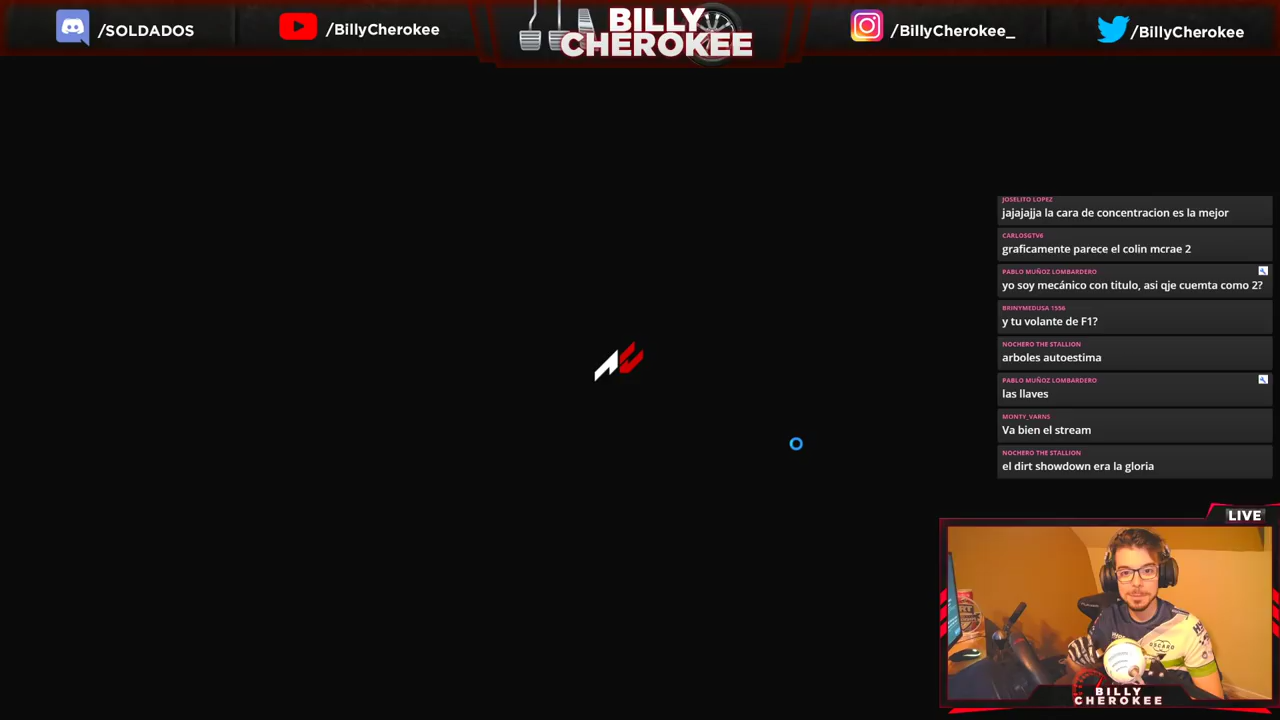 /SOLDADOS
/BillyCherokee
BILLY
CHEROKEE
/BillyCherokee_
/BillyCherokee
JOSELITO LOPEZ
jajajajja la cara de concentracion es la mejor
CARLOSGTV6
graficamente parece el colin mcrae 2
PABLO MUÑOZ LOMBARDERO
yo soy mecánico con titulo, asi qje cuemta como 2?
BRINYMEDUSA 1556
y tu volante de F1?
NOCHERO THE STALLION
arboles autoestima
PABLO MUÑOZ LOMBARDERO
las llaves
MONTY_VARNS
Va bien el stream
NOCHERO THE STALLION
el dirt showdown era la gloria
LIVE
BILLY
CHEROKEE